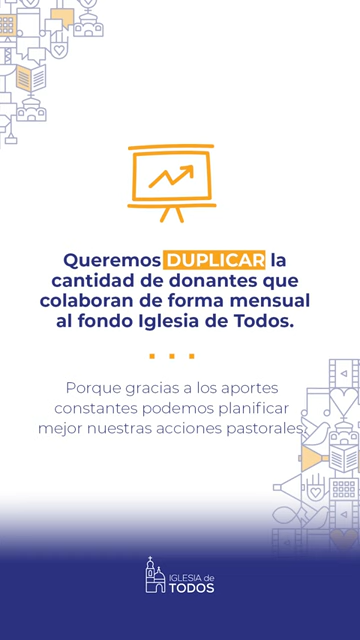 Queremos DUPLICAR la
cantidad de donantes que
colaboran de forma mensual
al fondo Iglesia de Todos.
Porque gracias a los aportes
constantes podemos planificar
mejor nuestras acciones pastorales.
IGLESIA de
TODOS